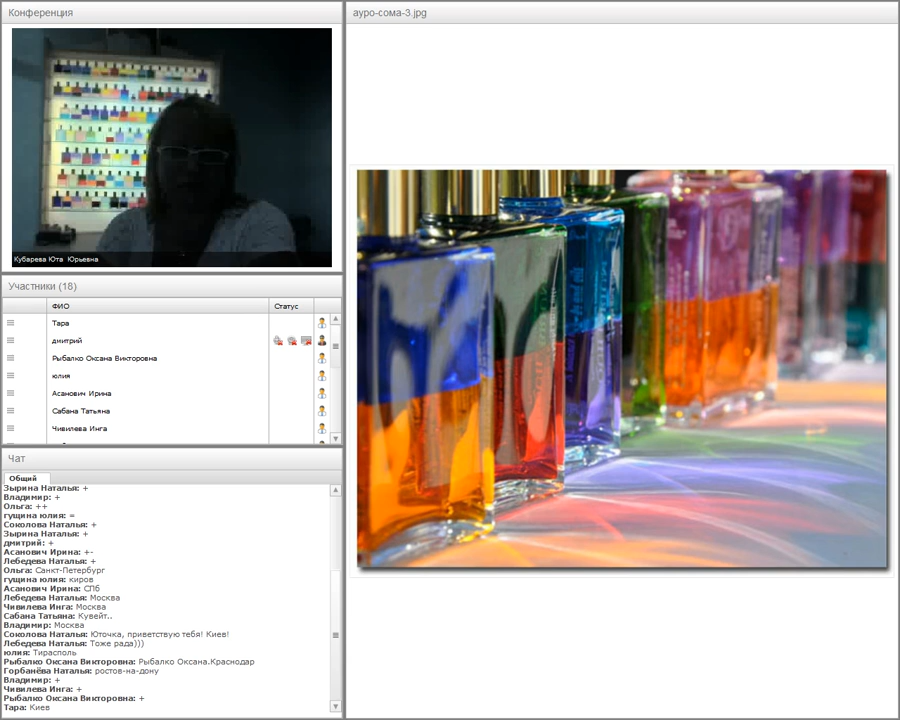 Конференция
Кубарева Юта Юрьевна
Участники (18)
ФИО Статус
Тара
дмитрий
Рыбалко Оксана Викторовна
юлия
Асанович Ирина
Сабана Татьяна
Чивилева Инга
Чат
Общий
Зырина Наталья: +
Владимир: +
Ольга: ++
гущина юлия: =
Соколова Наталья: +
Зырина Наталья: +
дмитрий: +
Асанович Ирина: +-
Лебедева Наталья: +
Ольга: Санкт-Петербург
гущина юлия: киров
Асанович Ирина: СПб
Лебедева Наталья: Москва
Чивилева Инга: Москва
Сабана Татьяна: Кувейт..
Владимир: Москва
Соколова Наталья: Юточка, приветствую тебя! Киев!
Лебедева Наталья: Тоже рада)))
юлия: Тирасполь
Рыбалко Оксана Викторовна: Рыбалко Оксана.Краснодар
Горбанёва Наталья: ростов-на-дону
Владимир: +
Чивилева Инга: +
Рыбалко Оксана Викторовна: +
Тара: Киев
ауро-сома-3.jpg